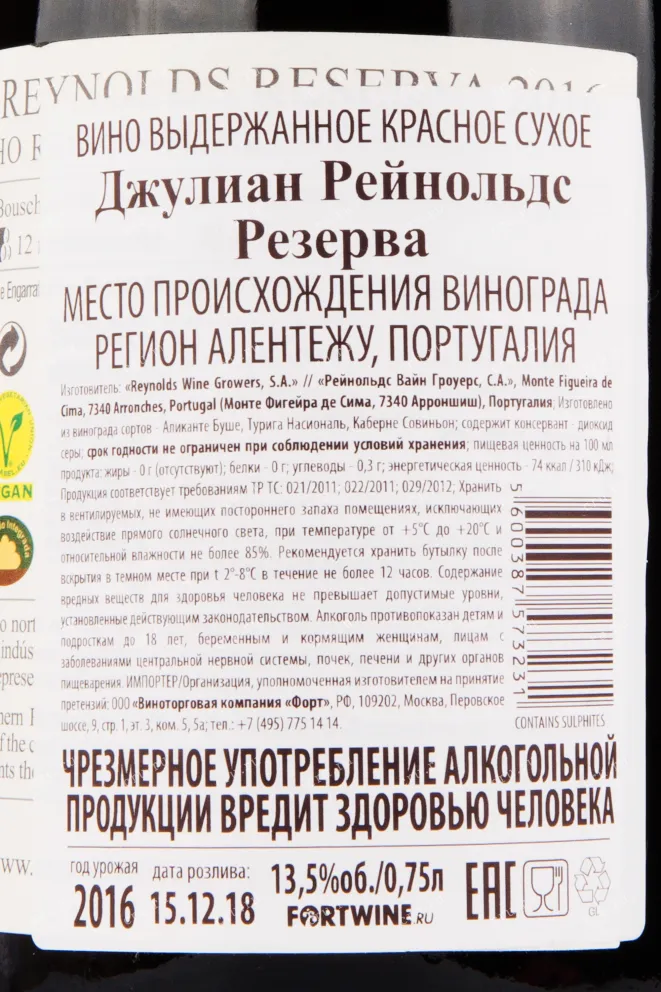 REYNOLDS RESERVA 2016
ВИНО ВЫДЕРЖАННОЕ КРАСНОЕ СУХОЕ
Джулиан Рейнольдс
Резерва
МЕСТО ПРОИСХОЖДЕНИЯ ВИНОГРАДА
РЕГИОН АЛЕНТЕЖУ, ПОРТУГАЛИЯ
Изготовитель: «Reynolds Wine Growers, S.A.» // «Рейнольдс Вайн Гроуерс, С.А.», Monte Figueira de
Cima, 7340 Arronches, Portugal (Монте Фигейра де Сима, 7340 Арроншиш), Португалия; Изготовлено
из винограда сортов - Аликанте Буше, Турига Насиональ, Каберне Совиньон; содержит консервант - диоксид
серы; срок годности не ограничен при соблюдении условий хранения; пищевая ценность на 100 мл
продукта: жиры - 0 г (отсутствуют); белки - 0 г; углеводы - 0,3 г; энергетическая ценность - 74 ккал / 310 кДж;
Продукция соответствует требованиям ТР ТС: 021/2011; 022/2011; 029/2012; Хранить
в вентилируемых, не имеющих постороннего запаха помещениях, исключающих
воздействие прямого солнечного света, при температуре от +5°С до +20°С и
относительной влажности не более 85%. Рекомендуется хранить бутылку после
вскрытия в темном месте при t 2°-8°С в течение не более 12 часов. Содержание
вредных веществ для здоровья человека не превышает допустимые уровни,
установленные действующим законодательством. Алкоголь противопоказан детям и
подросткам до 18 лет, беременным и кормящим женщинам, лицам с
заболеваниями центральной нервной системы, почек, печени и других органов
пищеварения. ИМПОРТЕР/Организация, уполномоченная изготовителем на принятие
претензий: ООО «Виноторговая компания «Форт», РФ, 109202, Москва, Перовское
шоссе, 9, стр. 1, эт. 3, ком. 5, 5а; тел.: +7 (495) 775 14 14.
5 600387 573231
CONTAINS SULPHITES
ЧРЕЗМЕРНОЕ УПОТРЕБЛЕНИЕ АЛКОГОЛЬНОЙ
ПРОДУКЦИИ ВРЕДИТ ЗДОРОВЬЮ ЧЕЛОВЕКА
год урожая
2016
дата розлива:
15.12.18
13,5%об./0,75л
FORTWINE.RU
ЕАС
GL